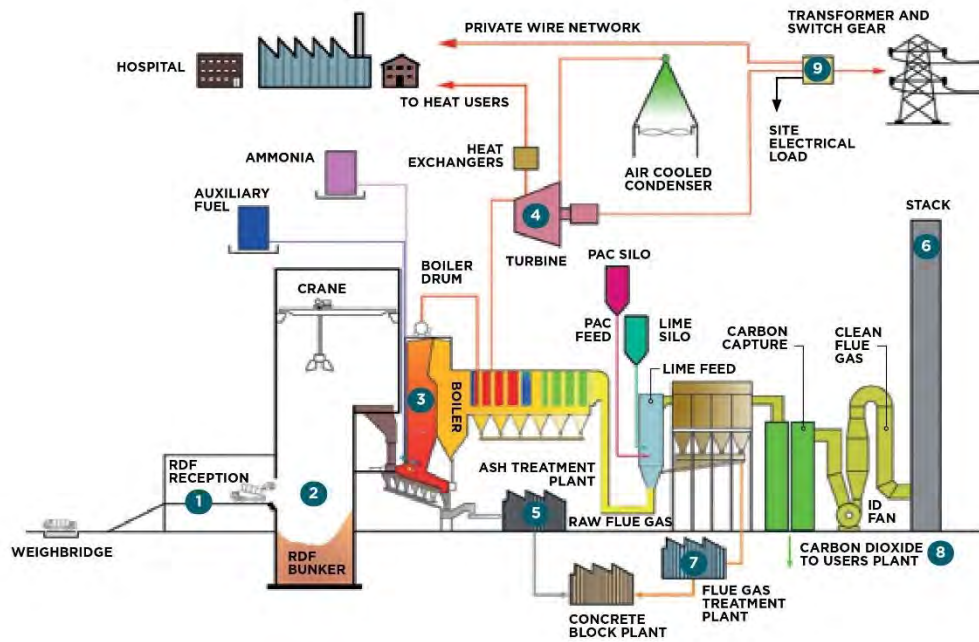 PRIVATE WIRE NETWORK
TRANSFORMER AND
SWITCH GEAR
HOSPITAL
9
TO HEAT USERS
SITE
ELECTRICAL
LOAD
AMMONIA
HEAT
EXCHANGERS
AIR COOLED
CONDENSER
AUXILIARY
FUEL
4
STACK
TURBINE
6
BOILER
DRUM
PAC SILO
CRANE
PAC
FEED
LIME
SILO
CARBON
CAPTURE
CLEAN
FLUE
GAS
LIME FEED
3
BOILER
RDF
RECEPTION
1
2
ASH TREATMENT
PLANT
5
RAW FLUE GAS
ID
FAN
WEIGHBRIDGE
RDF
BUNKER
7
CARBON DIOXIDE
TO USERS PLANT
8
FLUE GAS
TREATMENT
PLANT
CONCRETE
BLOCK PLANT